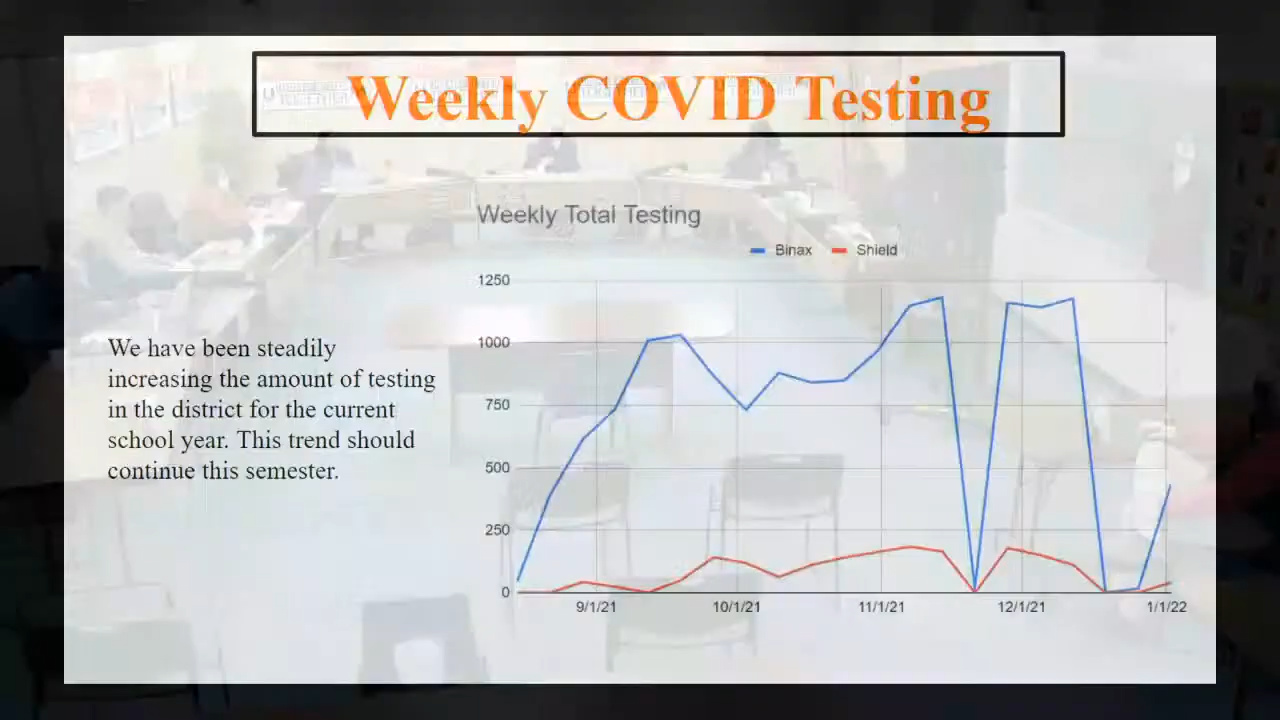 Weekly COVID Testing
Weekly Total Testing
Binax Shield
1250
1000
750
500
250
0
9/1/21 10/1/21 11/1/21 12/1/21 1/1/22
We have been steadily
increasing the amount of testing
in the district for the current
school year. This trend should
continue this semester.